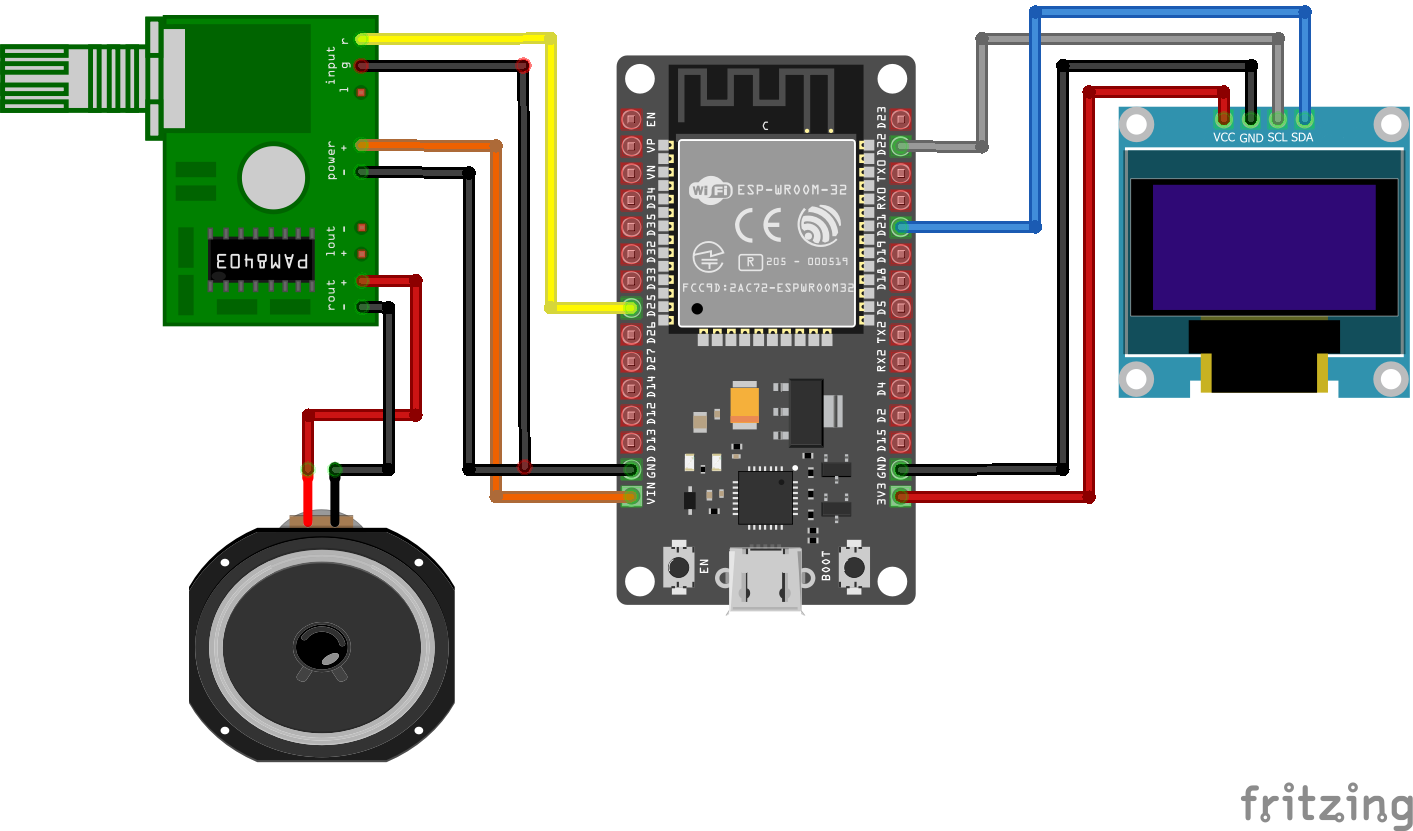 r
g
l
input
+
-
power
-
+
lout
+
-
rout
PAM8403
EN
VP
VN
D34
D35
D32
D33
D25
D26
D27
D14
D12
D13
GND
VIN
C
WiFi
ESP-WROOM-32
CE
R 205 - 000519
FCC9D:2AC72-ESPWROOM32
EN
BOOT
D23
D22
TX0
RX0
D21
D19
D18
D5
TX2
RX2
D4
D2
D15
GND
3V3
VCC GND SCL SDA
fritzing